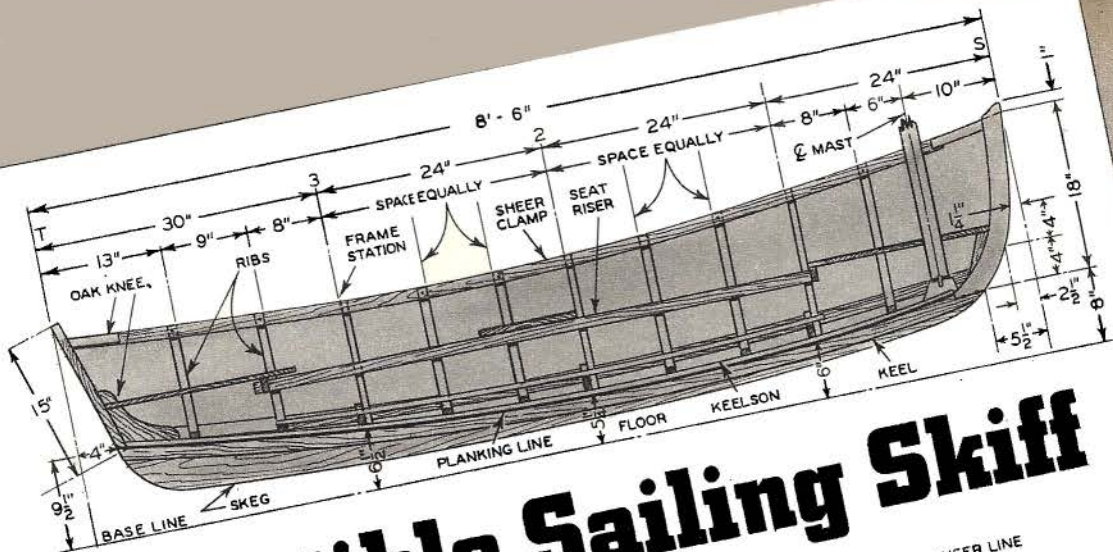 8' - 6"
S
1"
24"
2
24"
8"
6"
10"
24"
3
SPACE EQUALLY
℄ MAST
30"
SPACE EQUALLY
T
SHEER CLAMP
SEAT RISER
9"
8"
13"
FRAME STATION
RIBS
OAK KNEE
18"
1½"
4"
4"
2½"
8"
5½"
15"
4"
9½"
6½"
5½"
6"
KEEL
KEELSON
FLOOR
PLANKING LINE
SKEG
BASE LINE
Sailing Skiff
LINE